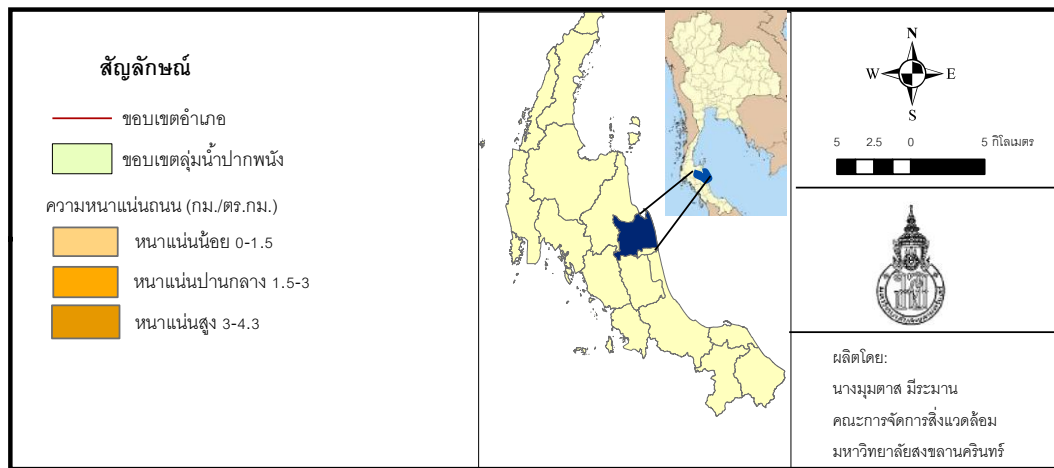 สัญลักษณ์
ขอบเขตอำเภอ
ขอบเขตลุ่มน้ำปากพนัง
ความหนาแน่นถนน (กม./ตร.กม.)
หนาแน่นน้อย 0-1.5
หนาแน่นปานกลาง 1.5-3
หนาแน่นสูง 3-4.3
N
W E
S
5 2.5 0 5 กิโลเมตร
ผลิตโดย:
นางมุมตาส มีระมาน
คณะการจัดการสิ่งแวดล้อม
มหาวิทยาลัยสงขลานครินทร์